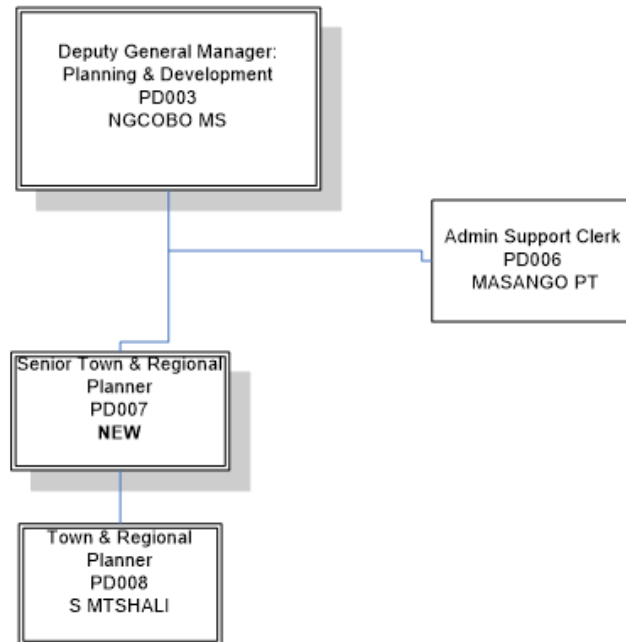 Deputy General Manager:
Planning & Development
PD003
NGCOBO MS
Admin Support Clerk
PD006
MASANGO PT
Senior Town & Regional
Planner
PD007
NEW
Town & Regional
Planner
PD008
S MTSHALI